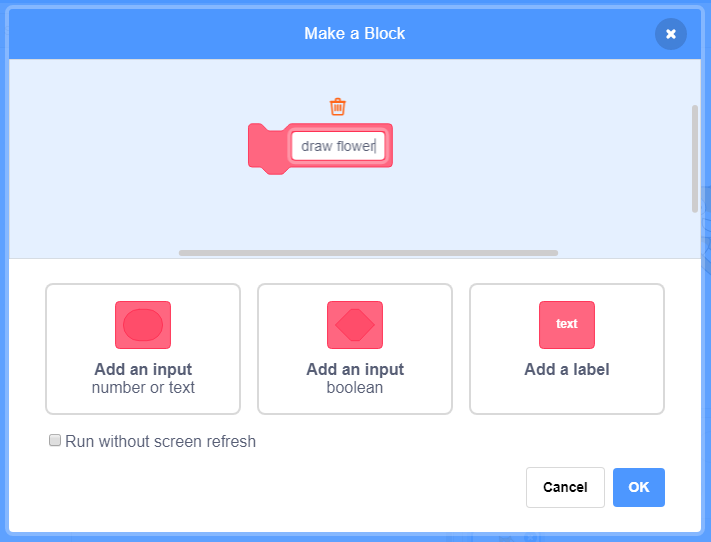 Make a Block
draw flower
text
Add an input
number or text
Add an input
boolean
Add a label
Run without screen refresh
Cancel
OK